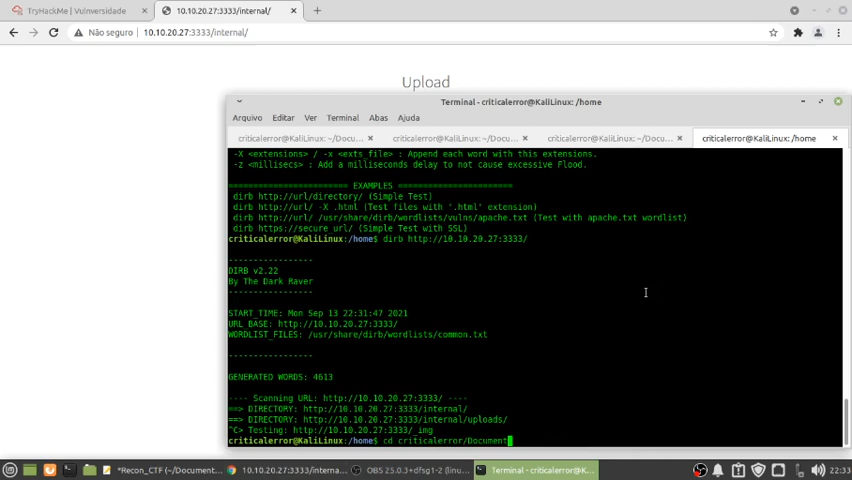 TryHackMe | Vulnversidade
10.10.20.27:3333/internal/
Não seguro | 10.10.20.27:3333/internal/
Upload
Terminal - criticalerror@KaliLinux: /home
Arquivo Editar Ver Terminal Abas Ajuda
criticalerror@KaliLinux: ~/Docu... criticalerror@KaliLinux: ~/Docum... criticalerror@KaliLinux: ~/Docu... criticalerror@KaliLinux: /home
-X <extensions> / -x <exts_file> : Append each word with this extensions.
-z <millisecs> : Add a milliseconds delay to not cause excessive Flood.
======================== EXAMPLES =======================
dirb http://url/directory/ (Simple Test)
dirb http://url/ -X .html (Test files with '.html' extension)
dirb http://url/ /usr/share/dirb/wordlists/vulns/apache.txt (Test with apache.txt wordlist)
dirb https://secure_url/ (Simple Test with SSL)
criticalerror@KaliLinux:/home$ dirb http://10.10.20.27:3333/
-----------------
DIRB v2.22
By The Dark Raver
-----------------
START_TIME: Mon Sep 13 22:31:47 2021
URL_BASE: http://10.10.20.27:3333/
WORDLIST_FILES: /usr/share/dirb/wordlists/common.txt
-----------------
GENERATED WORDS: 4613
---- Scanning URL: http://10.10.20.27:3333/ ----
==> DIRECTORY: http://10.10.20.27:3333/internal/
==> DIRECTORY: http://10.10.20.27:3333/internal/uploads/
^C> Testing: http://10.10.20.27:3333/_img
criticalerror@KaliLinux:/home$ cd criticalerror/Document
*Recon_CTF (~/Document... 10.10.20.27:3333/interna... OBS 25.0.3+dfsg1-2 (linu... Terminal - criticalerror@K... 22:33